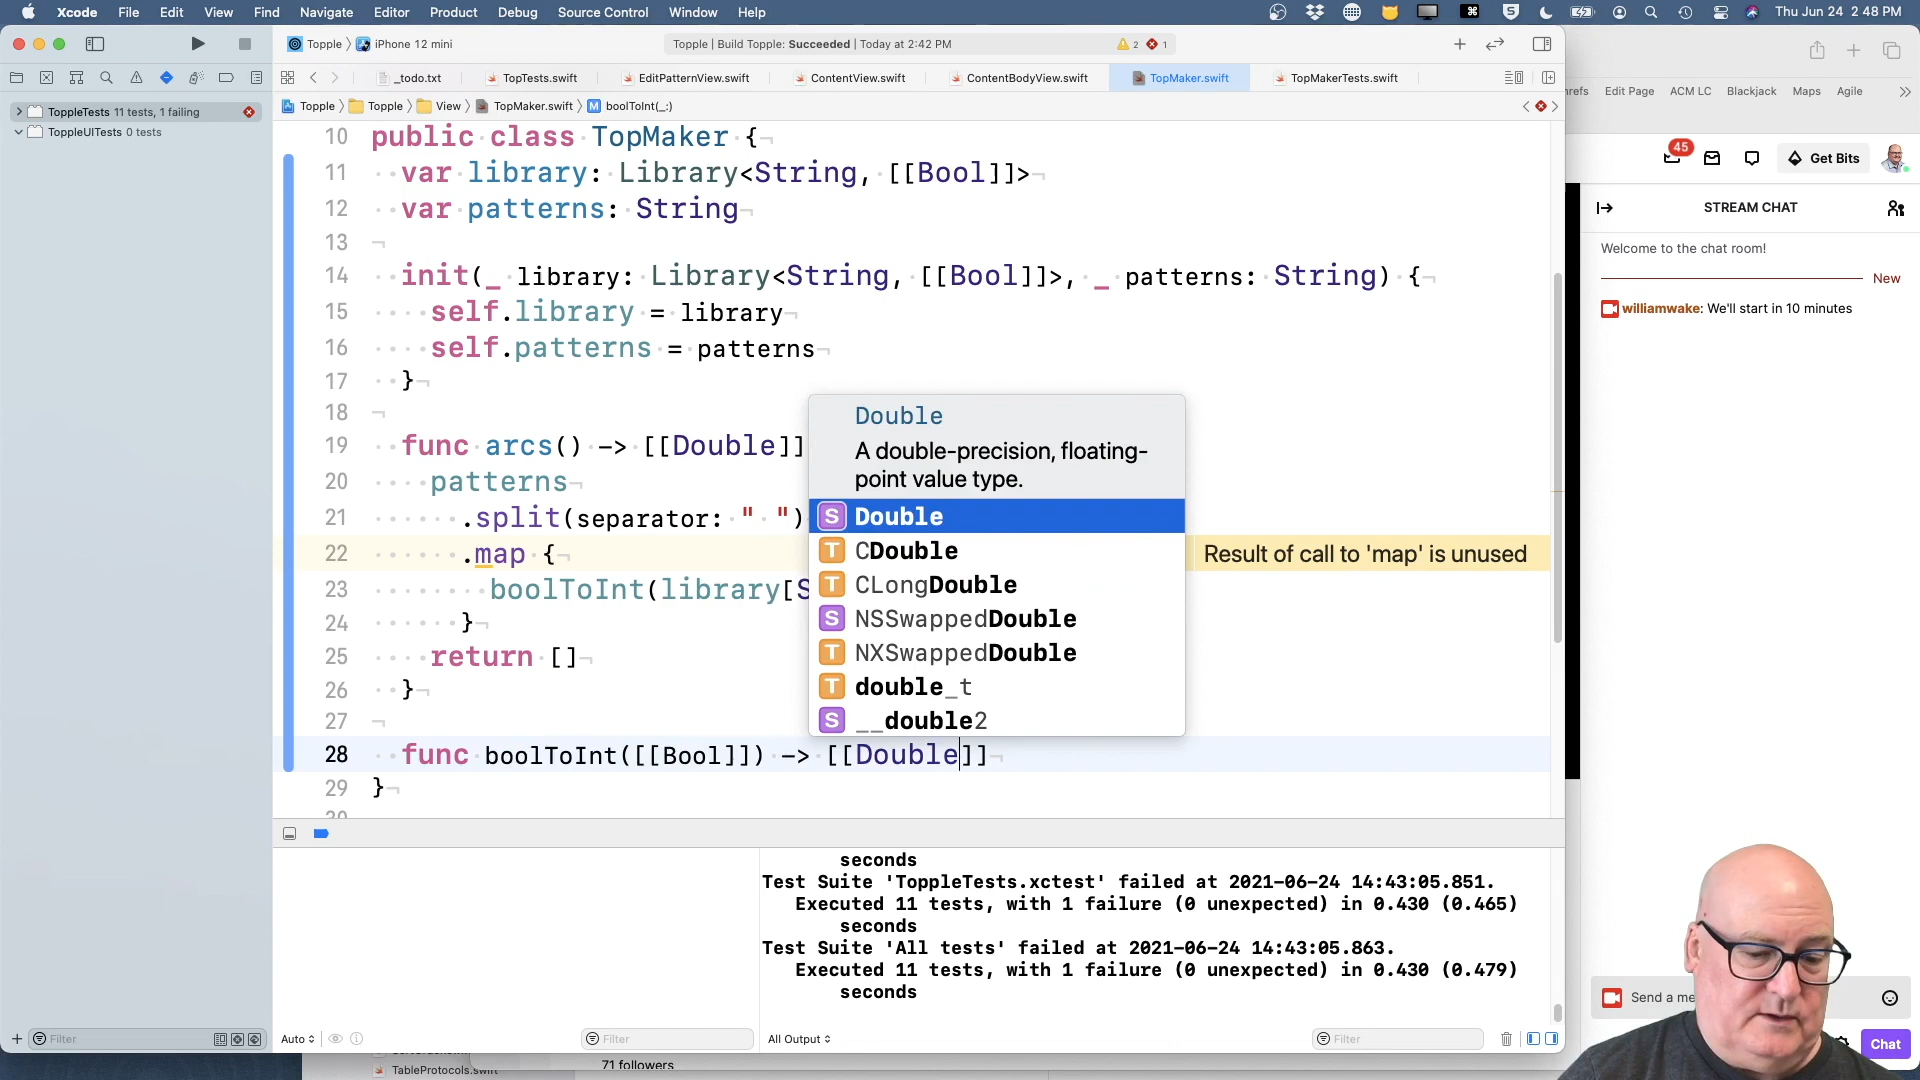 Xcode File Edit View Find Navigate Editor Product Debug Source Control Window Help Thu Jun 24 2:48 PM
Topple iPhone 12 mini Topple | Build Topple: Succeeded | Today at 2:42 PM 2 1
_todo.txt TopTests.swift EditPatternView.swift ContentView.swift ContentBodyView.swift TopMaker.swift TopMakerTests.swift
Edit Page ACM LC Blackjack Maps Agile
Topple Topple View TopMaker.swift M boolToInt(_:)
ToppleTests 11 tests, 1 failing
ToppleUITests 0 tests
10 public class TopMaker {
11 var library: Library<String, [[Bool]]>
12 var patterns: String
13
14 init(_ library: Library<String, [[Bool]]>, _ patterns: String) {
15 self.library = library
16 self.patterns = patterns
17 }
18
19 func arcs() -> [[Double]]
20 patterns
21 .split(separator: " ")
22 .map { Result of call to 'map' is unused
23 boolToInt(library[S
24 }
25 return []
26 }
27
28 func boolToInt([[Bool]]) -> [[Double]]
29 }
Double
A double-precision, floating-
point value type.
S Double
T CDouble
T CLongDouble
S NSSwappedDouble
T NXSwappedDouble
T double_t
S __double2
seconds
Test Suite 'ToppleTests.xctest' failed at 2021-06-24 14:43:05.851.
Executed 11 tests, with 1 failure (0 unexpected) in 0.430 (0.465)
seconds
Test Suite 'All tests' failed at 2021-06-24 14:43:05.863.
Executed 11 tests, with 1 failure (0 unexpected) in 0.430 (0.479)
seconds
Filter Auto Filter All Output Filter
TableProtocols.swift 71 followers
45 Get Bits
STREAM CHAT
Welcome to the chat room!
New
williamwake: We'll start in 10 minutes
Send a me
Chat